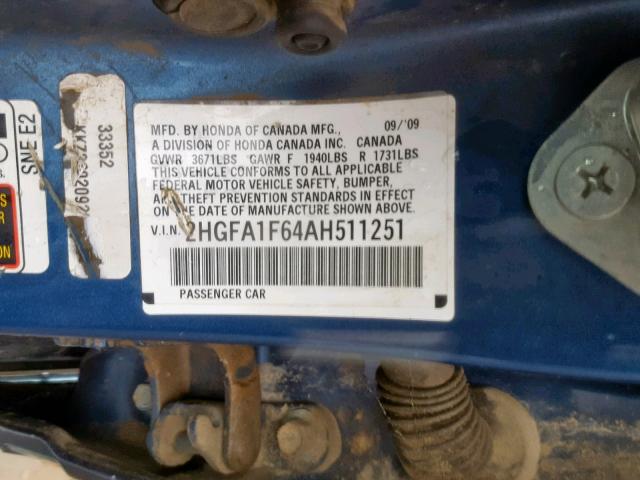 MFD. BY HONDA OF CANADA MFG., 09/'09
A DIVISION OF HONDA CANADA INC. CANADA
GVWR 3671LBS GAWR F 1940LBS R 1731LBS
THIS VEHICLE CONFORMS TO ALL APPLICABLE
FEDERAL MOTOR VEHICLE SAFETY, BUMPER,
AND THEFT PREVENTION STANDARDS IN EFFECT
ON THE DATE OF MANUFACTURE SHOWN ABOVE.
V.I.N. 2HGFA1F64AH511251
PASSENGER CAR
33352
SNE E2